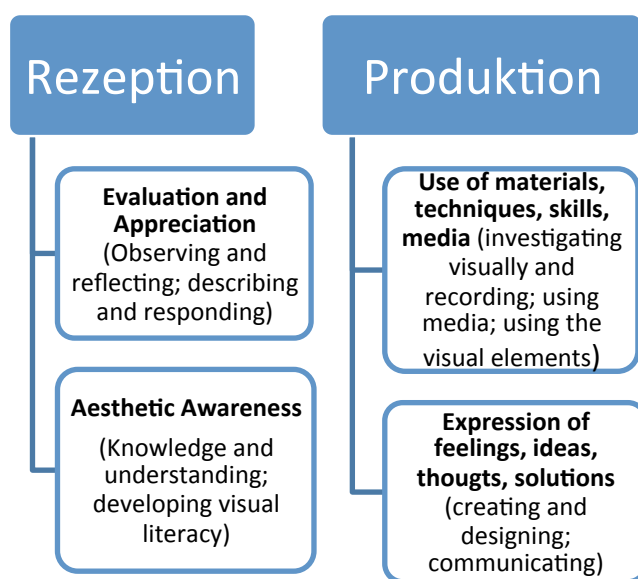 Rezeption
Evaluation and
Appreciation
(Observing and
reflecting; describing
and responding)
Aesthetic Awareness
(Knowledge and
understanding;
developing visual
literacy)
Produktion
Use of materials,
techniques, skills,
media (investigating
visually and
recording; using
media; using the
visual elements)
Expression of
feelings, ideas,
thougts, solutions
(creating and
designing;
communicating)